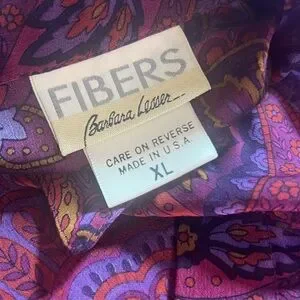 FIBERS
Barbara Lesser
CARE ON REVERSE
MADE IN U.S.A
XL